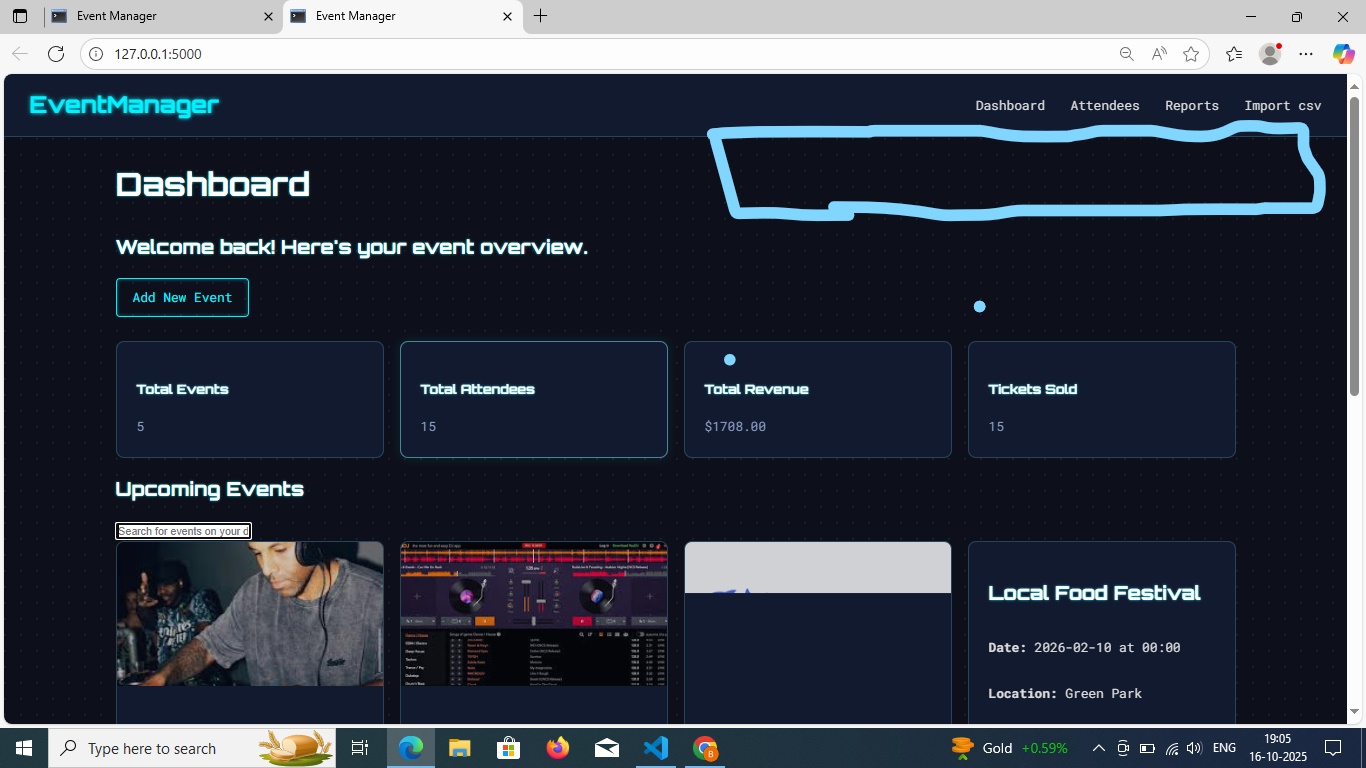 Event Manager
Event Manager
127.0.0.1:5000
EventManager
Dashboard
Attendees
Reports
Import csv
Dashboard
Welcome back! Here's your event overview.
Add New Event
Total Events
Total Attendees
Total Revenue
Tickets Sold
5
15
$1708.00
15
Upcoming Events
Search for events on your d
Local Food Festival
Date: 2026-02-10 at 00:00
Location: Green Park
Type here to search
Gold +0.59%
ENG
19:05
16-10-2025